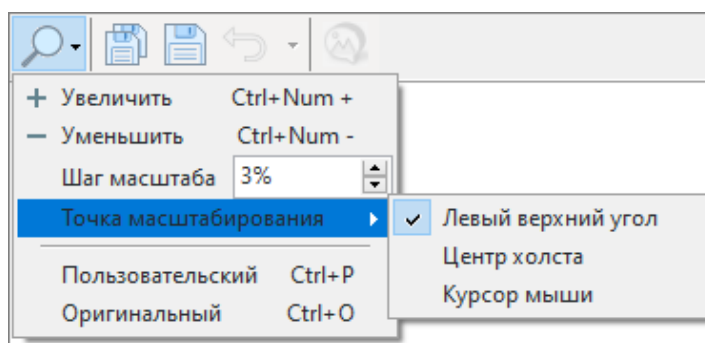 Увеличить Ctrl+Num +
Уменьшить Ctrl+Num -
Шаг масштаба 3%
Точка масштабирования
Левый верхний угол
Центр холста
Курсор мыши
Пользовательский Ctrl+P
Оригинальный Ctrl+O